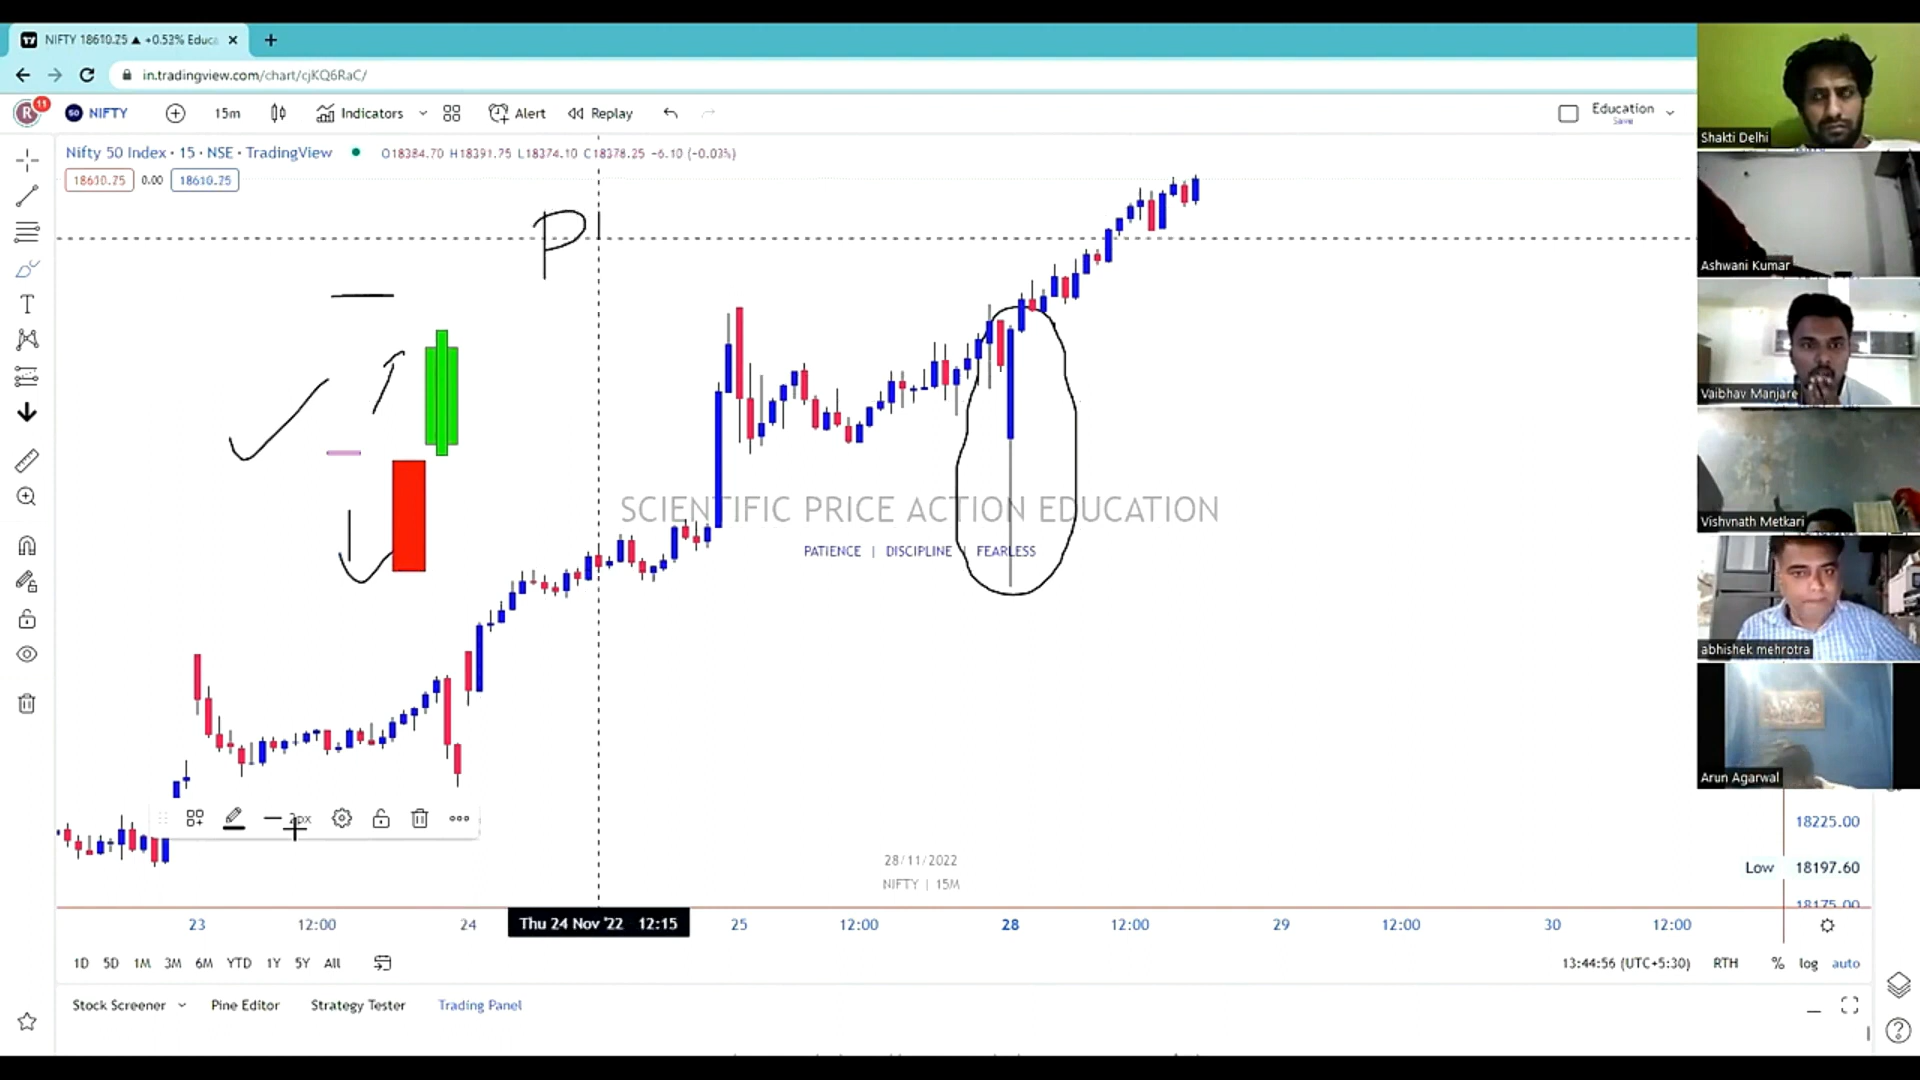 NIFTY 18610.25 ▲ +0.53% Educ
in.tradingview.com/chart/cjKQ6RaC/
R 11 50 NIFTY 15m Indicators Alert Replay Education
Save
Nifty 50 Index · 15 · NSE · TradingView O18384.70 H18391.75 L18374.10 C18378.25 −6.10 (−0.03%)
18610.25 0.00 18610.25
P
SCIENTIFIC PRICE ACTION EDUCATION
PATIENCE | DISCIPLINE | FEARLESS
Shakti Delhi
Ashwani Kumar
Vaibhav Manjare
Vishvnath Metkari
abhishek mehrotra
Arun Agarwal
2px
18225.00
Low 18197.60
18175.00
28/11/2022
NIFTY | 15M
23 12:00 24 Thu 24 Nov '22 12:15 25 12:00 28 12:00 29 12:00 30 12:00
1D 5D 1M 3M 6M YTD 1Y 5Y All 13:44:56 (UTC+5:30) RTH % log auto
Stock Screener Pine Editor Strategy Tester Trading Panel